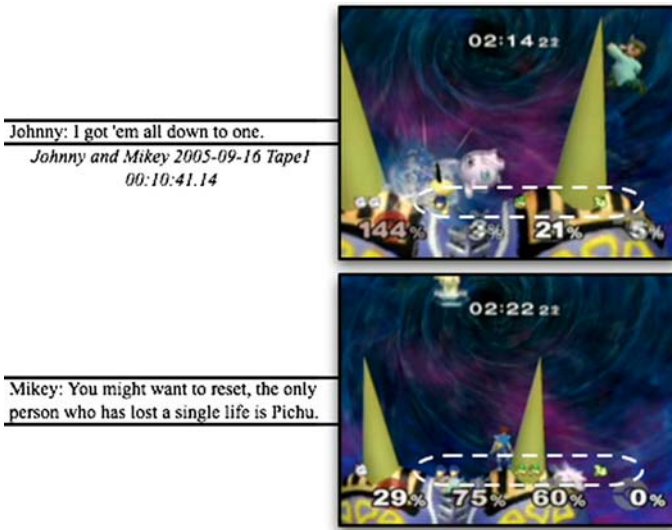 02:14 22
Johnny: I got 'em all down to one.
Johnny and Mikey 2005-09-16 Tape1
00:10:41.14
144% 3% 21% 5%
02:22 22
Mikey: You might want to reset, the only
person who has lost a single life is Pichu.
29% 75% 60% 0%